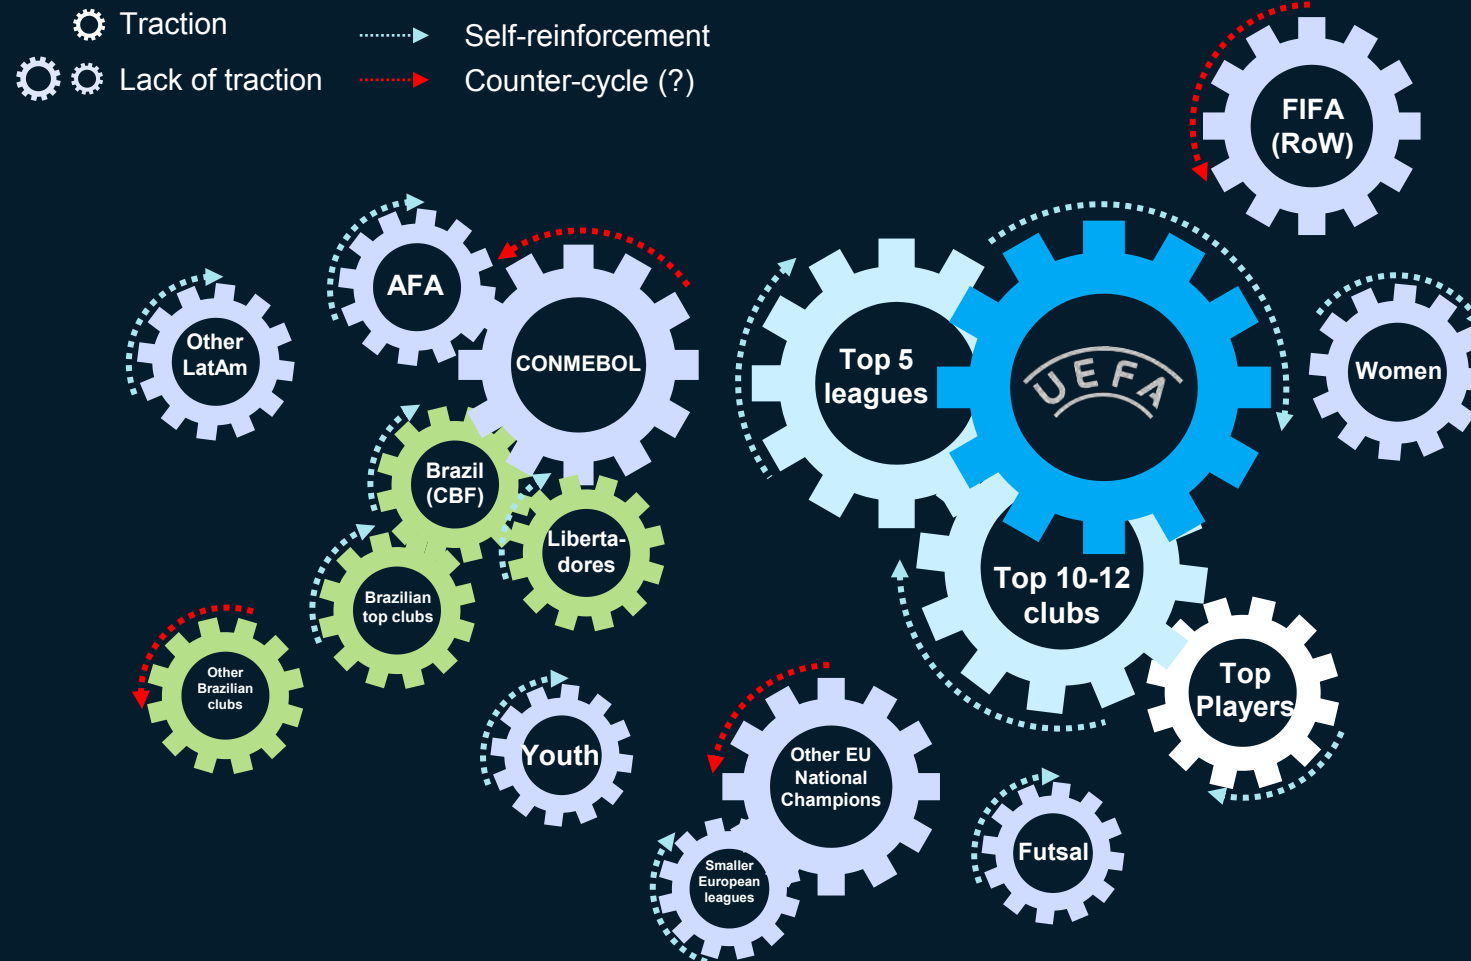 Traction
Self-reinforcement
Lack of traction
Counter-cycle (?)
FIFA
(RoW)
AFA
CONMEBOL
Other
LatAm
Top 5
leagues
UEFA
Women
Brazil
(CBF)
Liberta-
dores
Brazilian
top clubs
Top 10-12
clubs
Other
Brazilian
clubs
Top
Players
Youth
Other EU
National
Champions
Futsal
Smaller
European
leagues